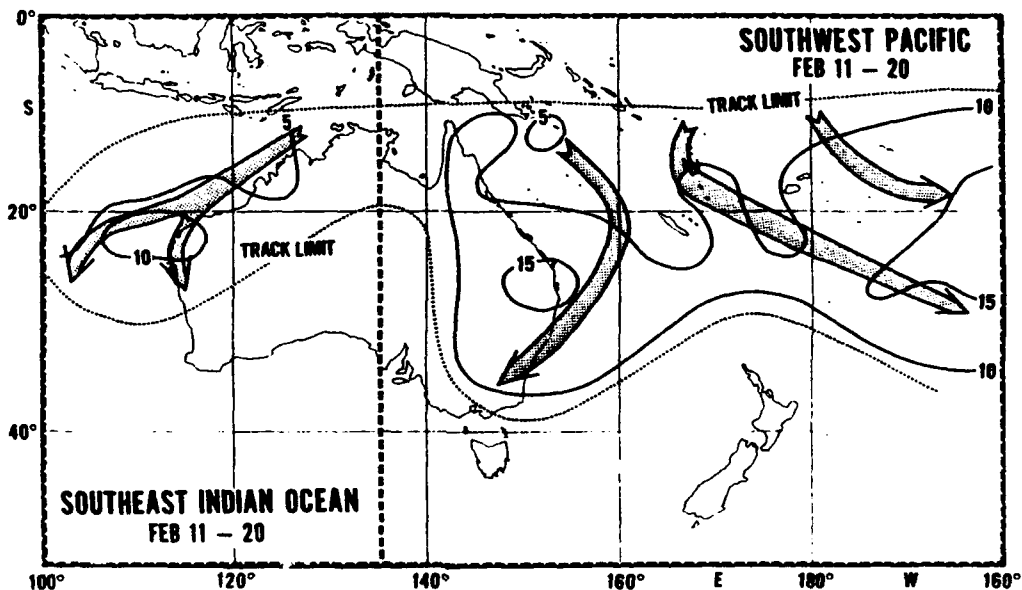 0°
SOUTHWEST PACIFIC
FEB 11 – 20
S
TRACK LIMIT
10
5
5
20°
10
TRACK LIMIT
15
15
10
40°
SOUTHEAST INDIAN OCEAN
FEB 11 – 20
100° 120° 140° 160° E 180° W 160°